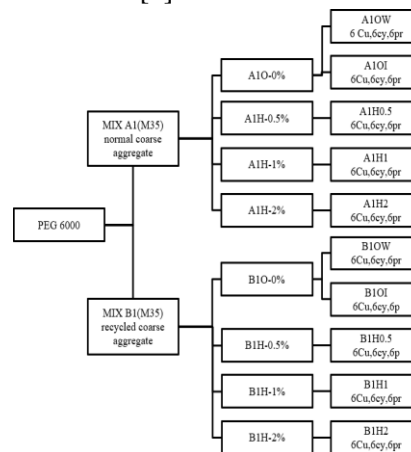 A1OW
6 Cu,6cy,6pr
A1O-0%
A1OI
6Cu,6cy,6pr
MIX A1(M35)
normal coarse
aggregate
A1H-0.5%
A1H0.5
6Cu,6cy,6pr
A1H-1%
A1H1
6Cu,6cy,6pr
A1H-2%
A1H2
6Cu,6cy,6pr
PEG 6000
B1OW
6Cu,6cy,6pr
B1O-0%
B1OI
6Cu,6cy,6p
MIX B1(M35)
recycled coarse
aggregate
B1H-0.5%
B1H0.5
6Cu,6cy,6p
B1H-1%
B1H1
6Cu,6cy,6pr
B1H-2%
B1H2
6Cu,6cy,6pr